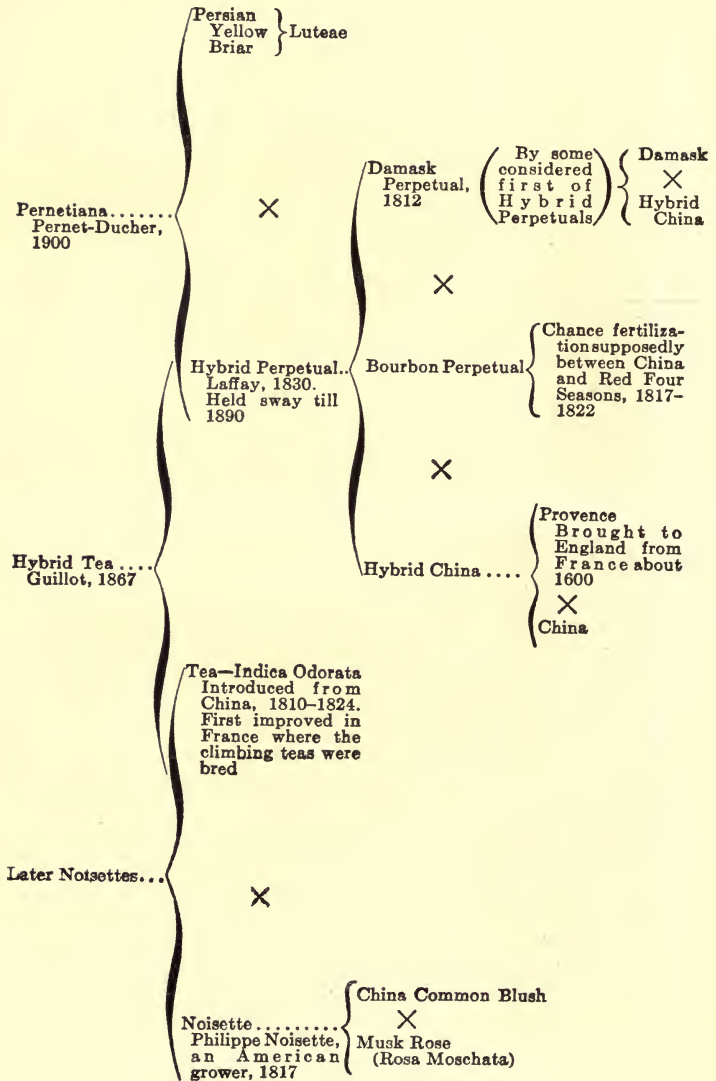 Persian
Yellow
Briar
Luteae
Pernetiana.......
Pernet-Ducher,
1900
×
Damask
Perpetual,
1812
By some
considered
first of
Hybrid
Perpetuals
Damask
×
Hybrid
China
×
Hybrid Perpetual..
Laffay, 1830.
Held sway till
1890
Bourbon Perpetual
Chance fertiliza-
tion supposedly
between China
and Red Four
Seasons, 1817–
1822
×
Hybrid Tea ....
Guillot, 1867
Hybrid China ....
Provence
Brought to
England from
France about
1600
×
China
Tea—Indica Odorata
Introduced from
China, 1810–1824.
First improved in
France where the
climbing teas were
bred
Later Noisettes...
×
Noisette .........
Philippe Noisette,
an American
grower, 1817
China Common Blush
×
Musk Rose
(Rosa Moschata)